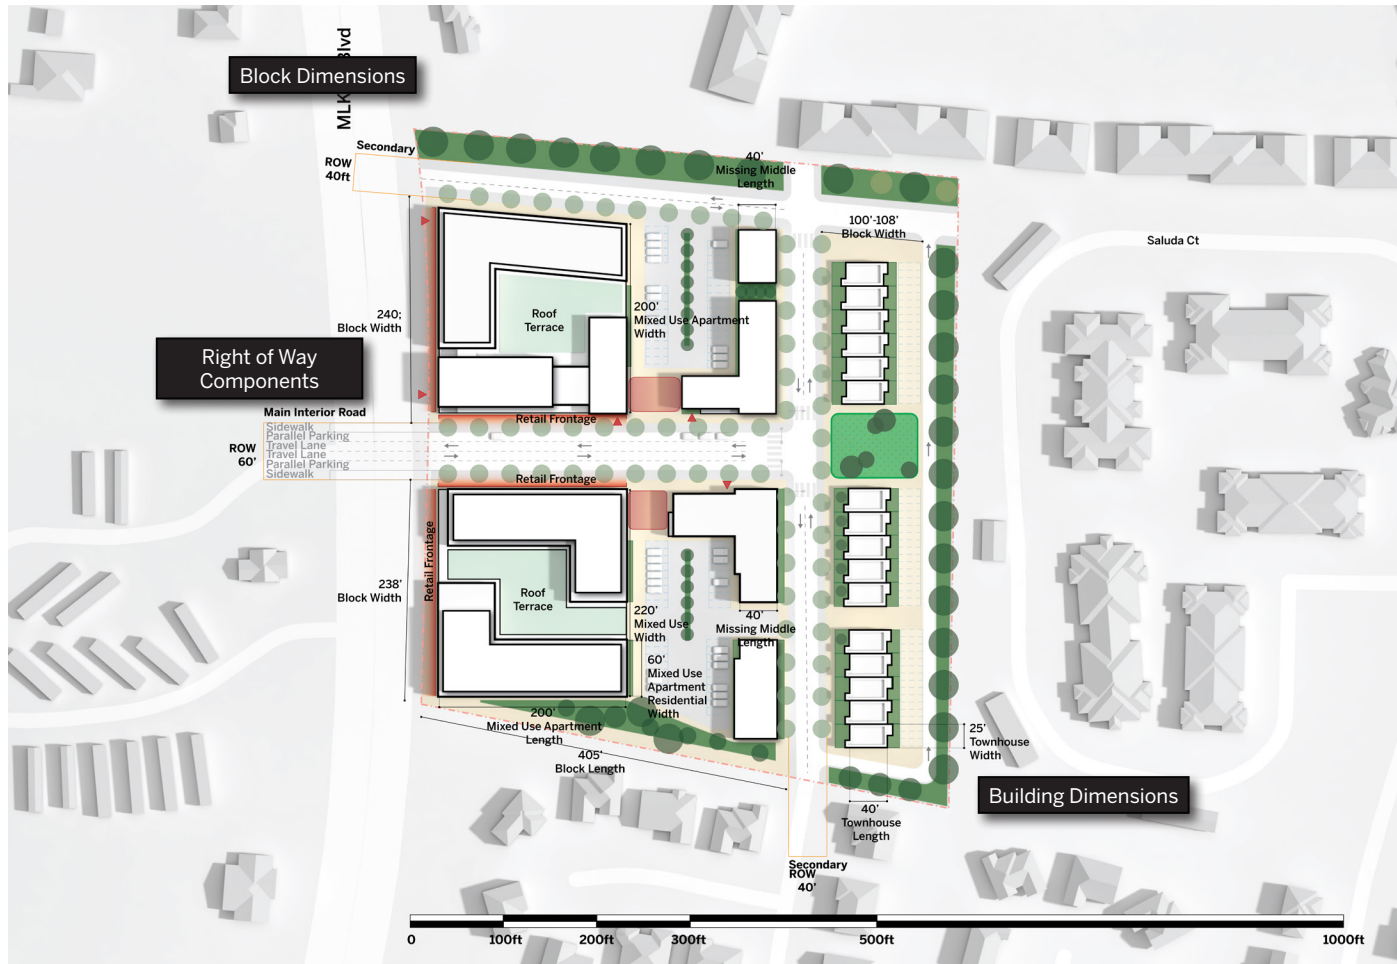 Block Dimensions
MLK Blvd
Secondary
ROW
40ft
40'
Missing Middle
Length
100'-108'
Block Width
Saluda Ct
240;
Block Width
Roof
Terrace
200'
Mixed Use Apartment
Width
Right of Way
Components
Main Interior Road
Sidewalk
Parallel Parking
Travel Lane
Travel Lane
Parallel Parking
Sidewalk
ROW
60'
Retail Frontage
Retail Frontage
Retail Frontage
238'
Block Width
Roof
Terrace
220'
Mixed Use
Width
40'
Missing Middle
Length
60'
Mixed Use
Apartment
Residential
Width
200'
Mixed Use Apartment
Length
405'
Block Length
25'
Townhouse
Width
Building Dimensions
40'
Townhouse
Length
Secondary
ROW
40'
0 100ft 200ft 300ft 500ft 1000ft